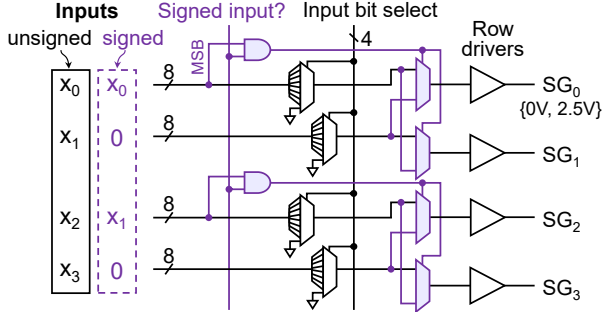 Inputs
Signed input?
Input bit select
unsigned
signed
MSB
4
Row
drivers
x0
x0
8
SG0
{0V, 2.5V}
x1
0
8
SG1
x2
x1
8
SG2
x3
0
8
SG3